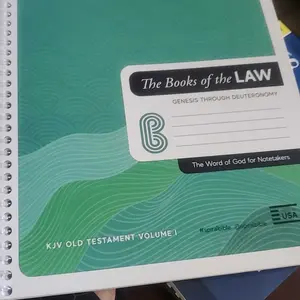 The Books of the LAW
GENESIS THROUGH DEUTERONOMY
The Word of God for Notetakers.
KJV OLD TESTAMENT VOLUME I
USA